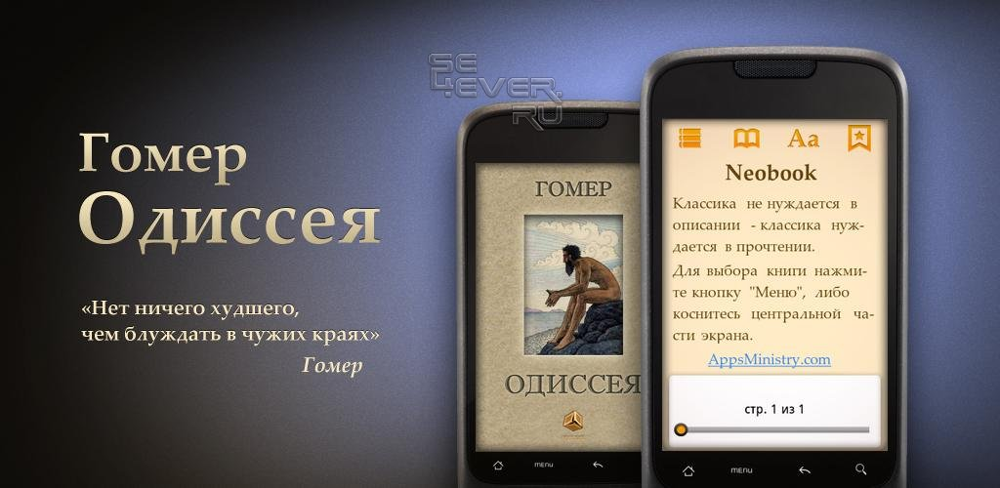 SE
4EVER.
RU
Гомер
Одиссея
«Нет ничего худшего,
чем блуждать в чужих краях»
Гомер
ГОМЕР
ОДИССЕЯ
menu
Aa
Neobook
Классика не нуждается в
описании - классика нуж-
дается в прочтении.
Для выбора книги нажми-
те кнопку "Меню", либо
коснитесь центральной ча-
сти экрана.
AppsMinistry.com
стр. 1 из 1
menu